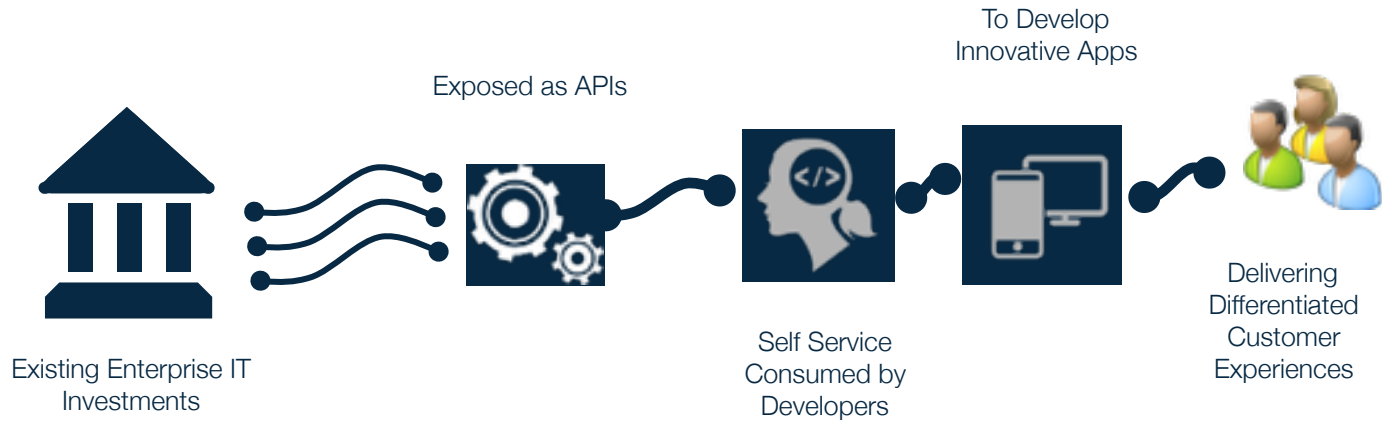 Existing Enterprise IT
Investments
Exposed as APIs
Self Service
Consumed by
Developers
</>
To Develop
Innovative Apps
Delivering
Differentiated
Customer
Experiences